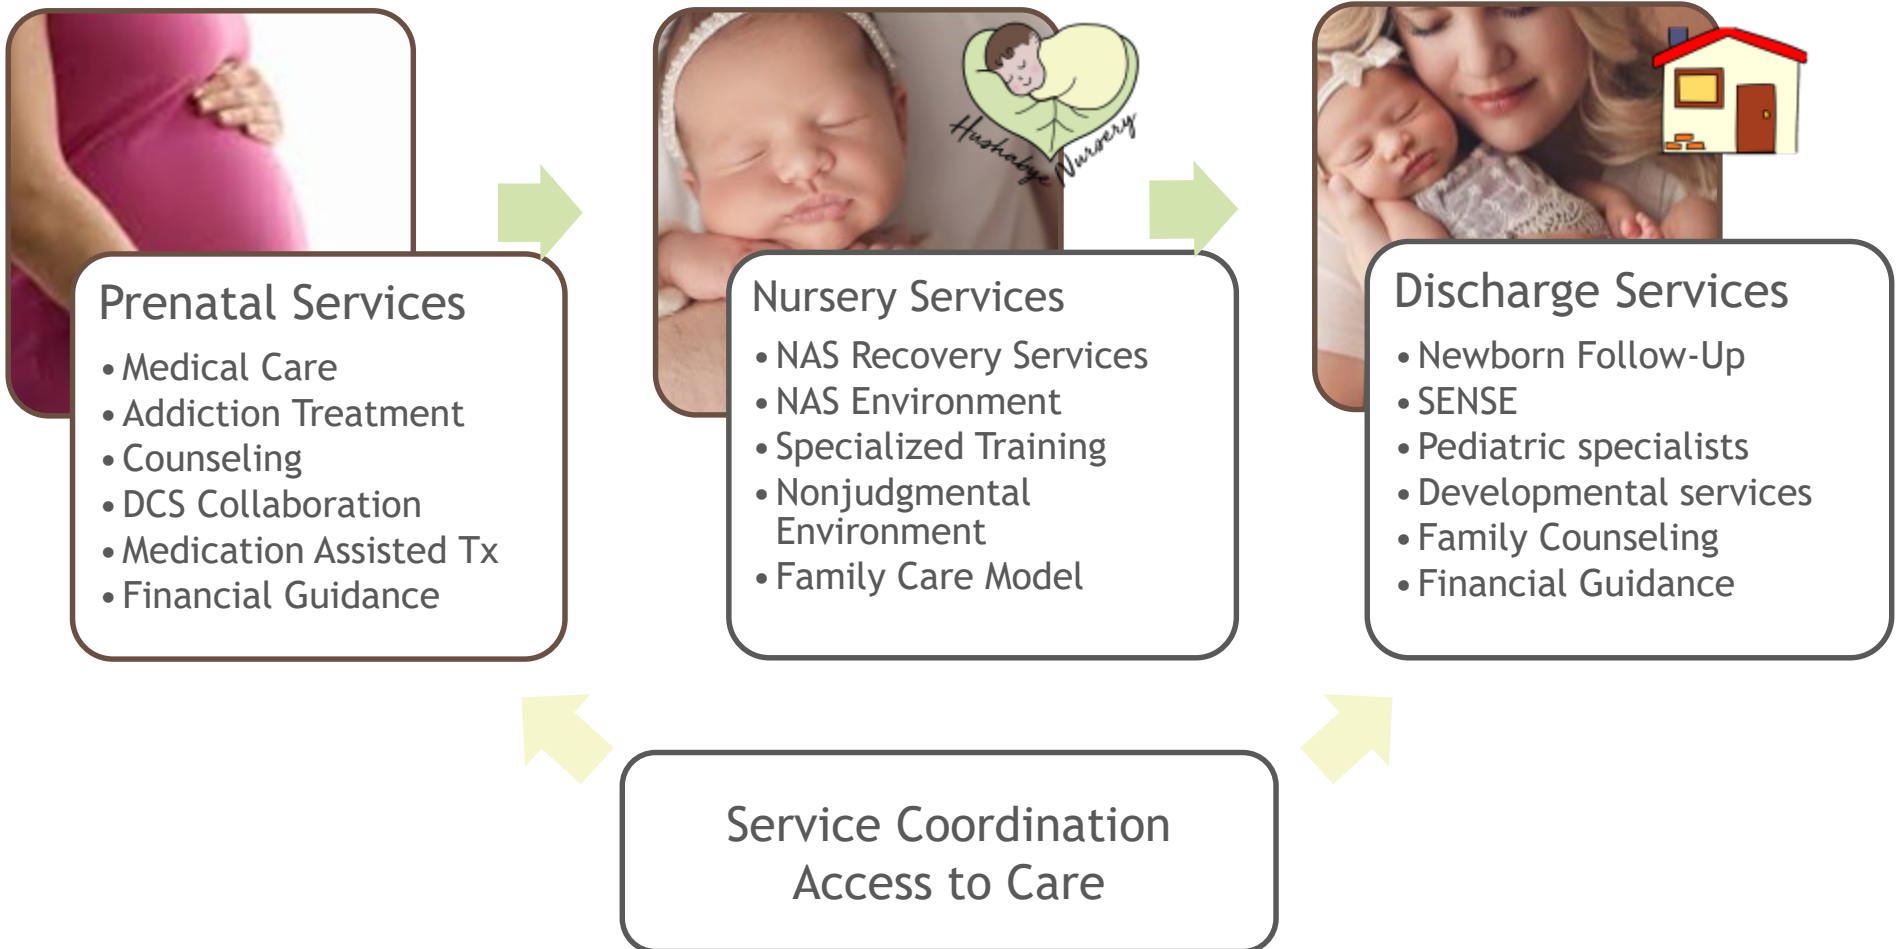 Hushabye Nursery
Prenatal Services
• Medical Care
• Addiction Treatment
• Counseling
• DCS Collaboration
• Medication Assisted Tx
• Financial Guidance
Nursery Services
• NAS Recovery Services
• NAS Environment
• Specialized Training
• Nonjudgmental
Environment
• Family Care Model
Discharge Services
• Newborn Follow-Up
• SENSE
• Pediatric specialists
• Developmental services
• Family Counseling
• Financial Guidance
Service Coordination
Access to Care